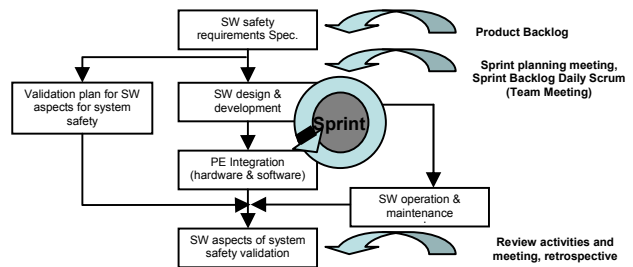 SW safety
requirements Spec.
Product Backlog
Sprint planning meeting,
Sprint Backlog Daily Scrum
(Team Meeting)
Validation plan for SW
aspects for system
safety
SW design &
development
Sprint
PE Integration
(hardware & software)
SW operation &
maintenance
SW aspects of system
safety validation
Review activities and
meeting, retrospective